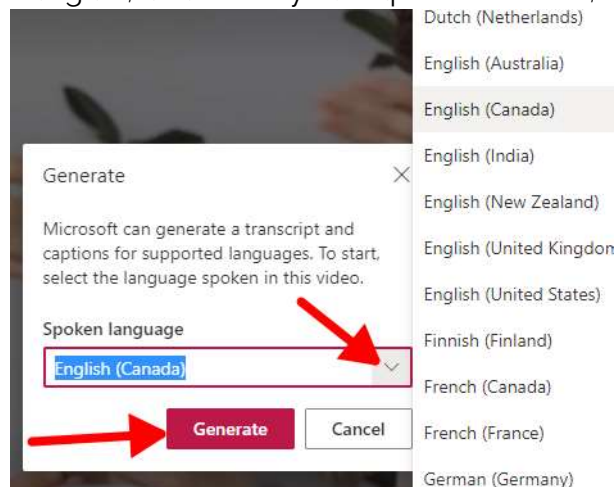 Dutch (Netherlands)
English (Australia)
English (Canada)
English (India)
English (New Zealand)
English (United Kingdom
English (United States)
Finnish (Finland)
French (Canada)
French (France)
German (Germany)
Generate
Microsoft can generate a transcript and
captions for supported languages. To start,
select the language spoken in this video.
Spoken language
English (Canada)
Generate
Cancel